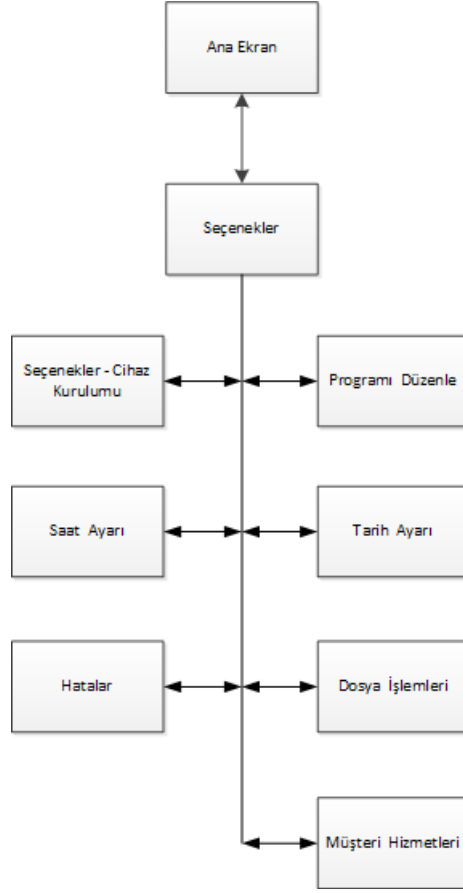 Ana Ekran
Seçenekler
Seçenekler - Cihaz
Kurulumu
Programı Düzenle
Saat Ayarı
Tarih Ayarı
Hatalar
Dosya İşlemleri
Müşteri Hizmetleri